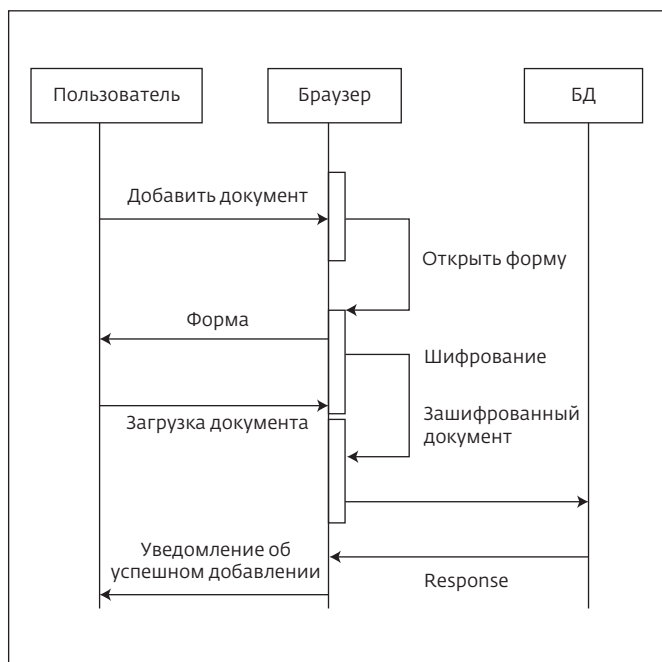 Пользователь
Браузер
БД
Добавить документ
Открыть форму
Форма
Шифрование
Загрузка документа
Зашифрованный
документ
Уведомление об
успешном добавлении
Response